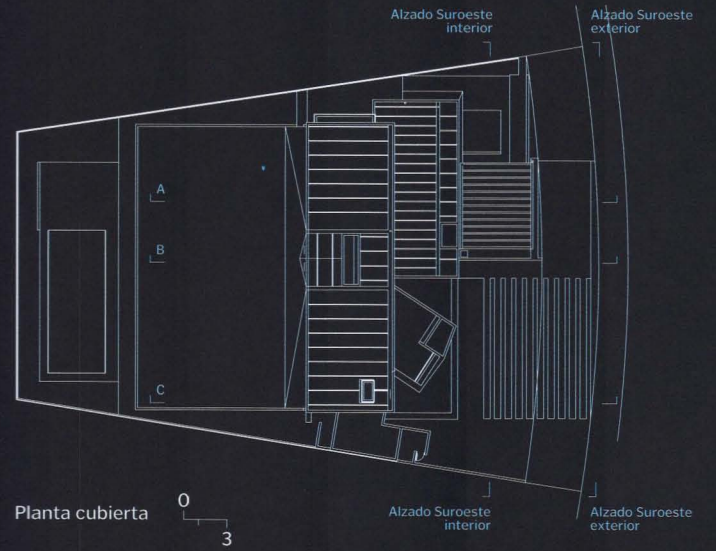 Alzado Suroeste
interior
Alzado Suroeste
exterior
A
B
C
Planta cubierta
0
3
Alzado Suroeste
interior
Alzado Suroeste
exterior